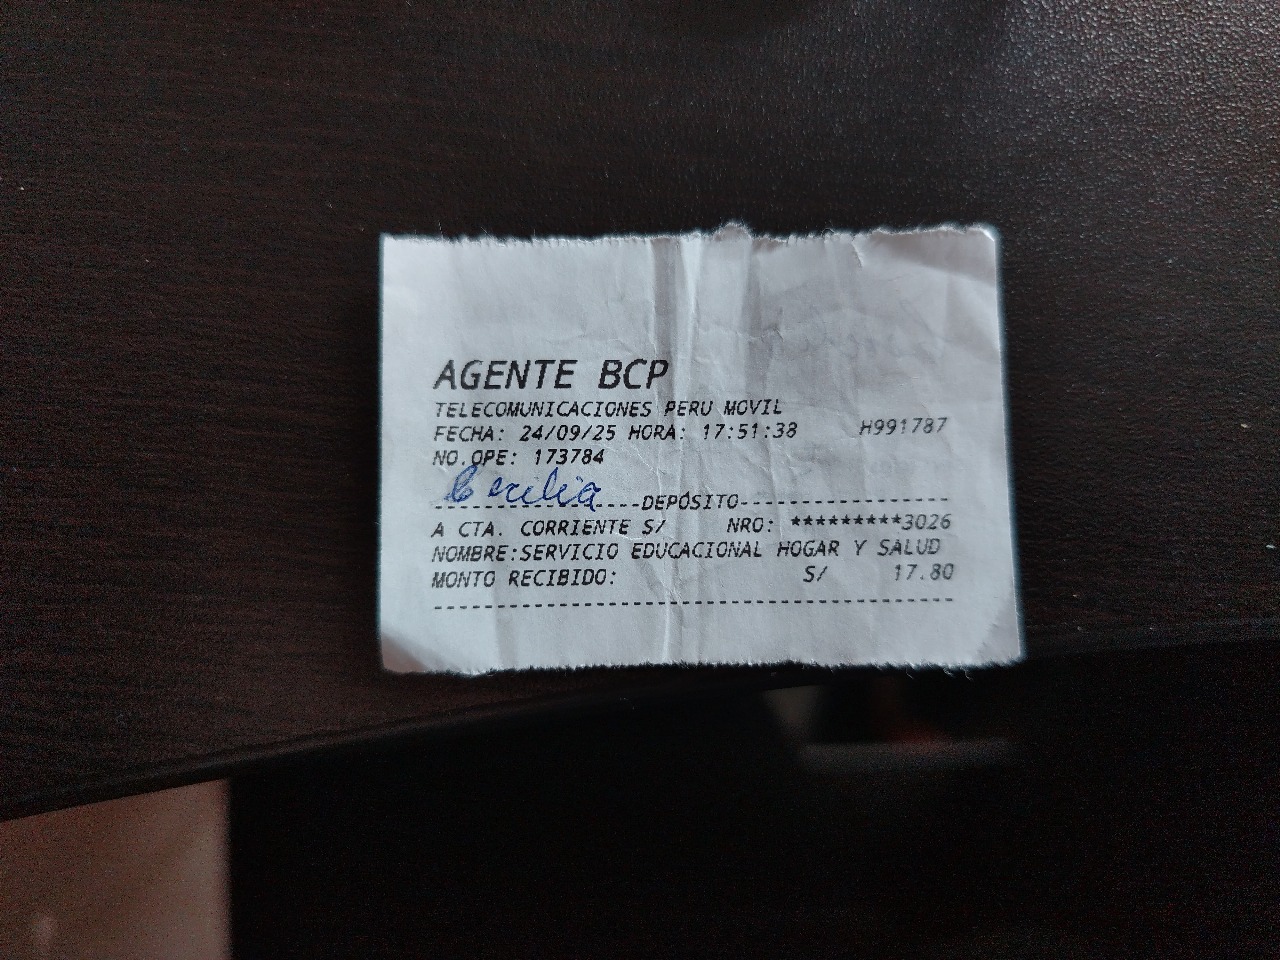 AGENTE BCP
TELECOMUNICACIONES PERU MOVIL
FECHA: 24/09/25 HORA: 17:51:38 H991787
NO.OPE: 173784
Cecilia
--------------------DEPÓSITO--------------------
A CTA. CORRIENTE S/ NRO: *********3026
NOMBRE:SERVICIO EDUCACIONAL HOGAR Y SALUD
MONTO RECIBIDO: S/ 17.80